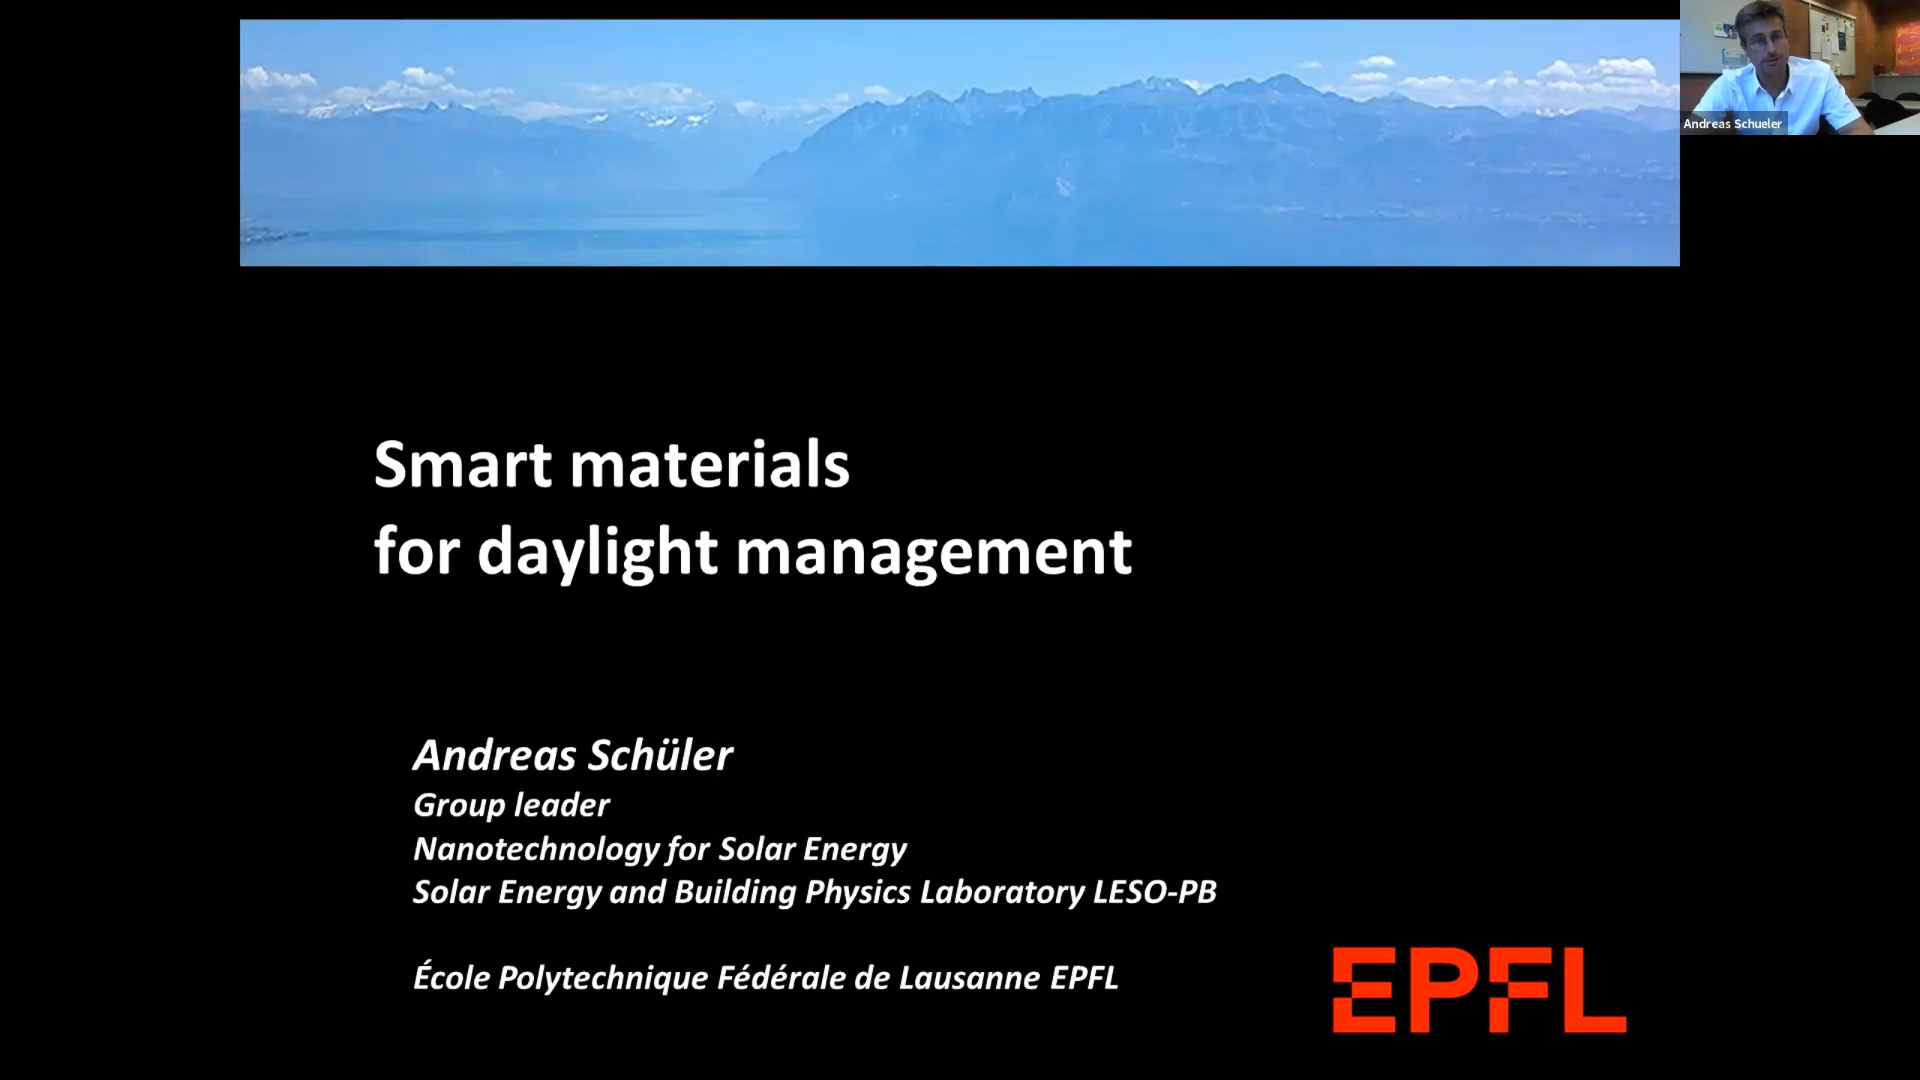 Andreas Schueler
Smart materials
for daylight management
Andreas Schüler
Group leader
Nanotechnology for Solar Energy
Solar Energy and Building Physics Laboratory LESO-PB
École Polytechnique Fédérale de Lausanne EPFL
EPFL